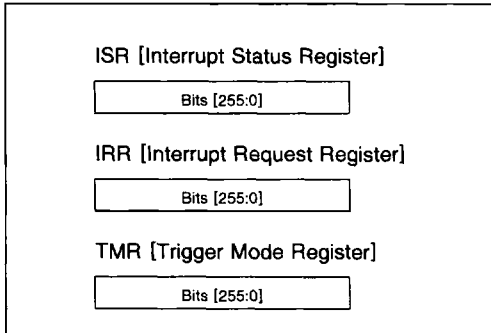 ISR [Interrupt Status Register]
Bits [255:0]
IRR [Interrupt Request Register]
Bits [255:0]
TMR [Trigger Mode Register]
Bits [255:0]